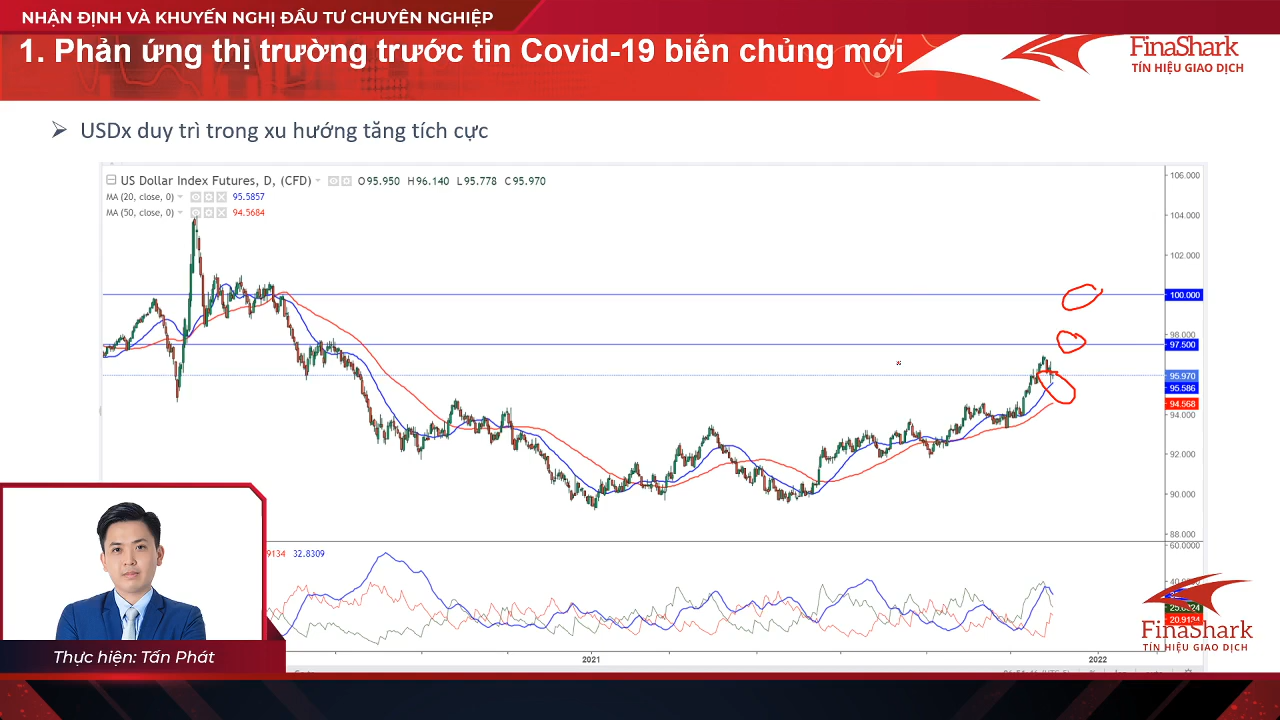 NHẬN ĐỊNH VÀ KHUYẾN NGHỊ ĐẦU TƯ CHUYÊN NGHIỆP
1. Phản ứng thị trường trước tin Covid-19 biến chủng mới
FinaShark
TÍN HIỆU GIAO DỊCH
USDx duy trì trong xu hướng tăng tích cực
US Dollar Index Futures, D, (CFD) O95.950 H96.140 L95.778 C95.970
MA (20, close, 0) 95.5857
MA (50, close, 0) 94.5684
106.000
104.000
102.000
100.000
98.000
97.500
95.970
95.586
94.568
94.000
92.000
90.000
88.000
9134 32.8309
60.0000
20.9134
FinaShark
TÍN HIỆU GIAO DỊCH
2021
2022
Thực hiện: Tấn Phát